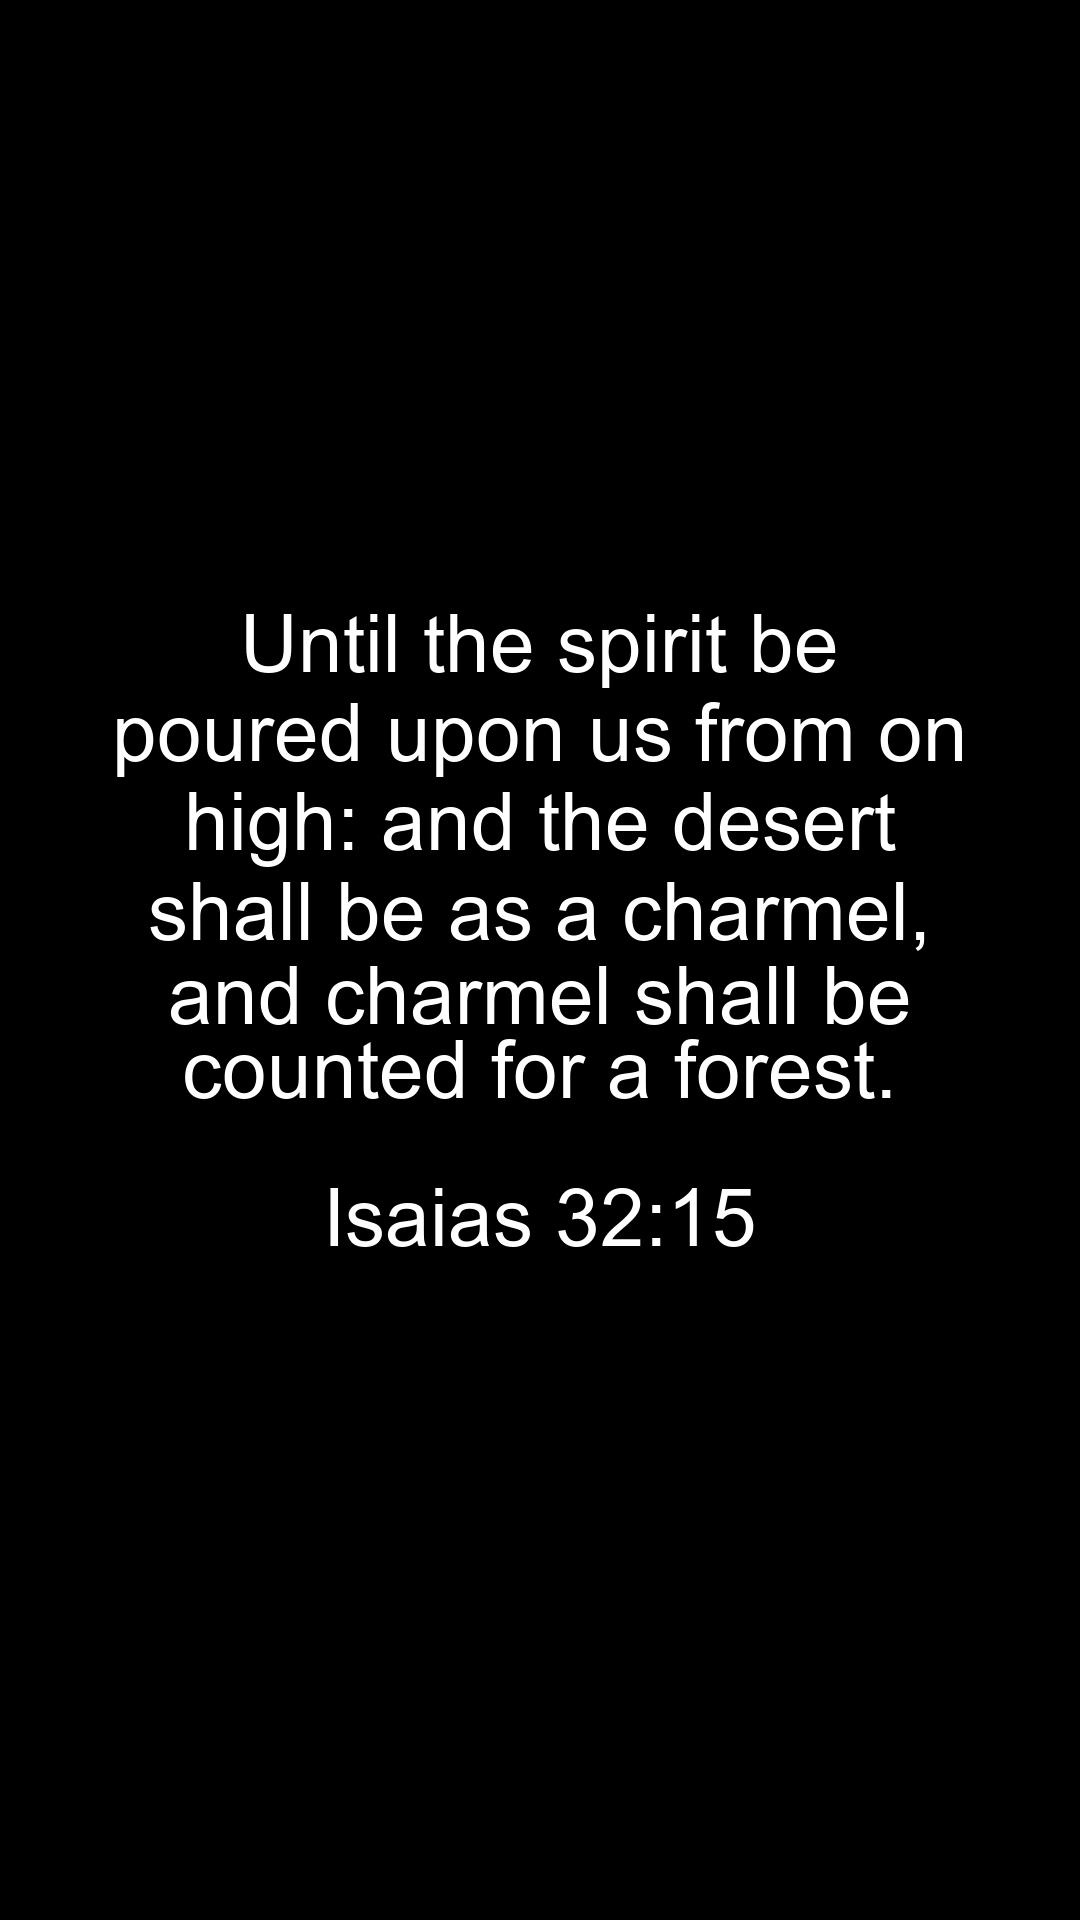 Until the spirit be
poured upon us from on
high: and the desert
shall be as a charmel,
and charmel shall be
counted for a forest.
Isaias 32:15